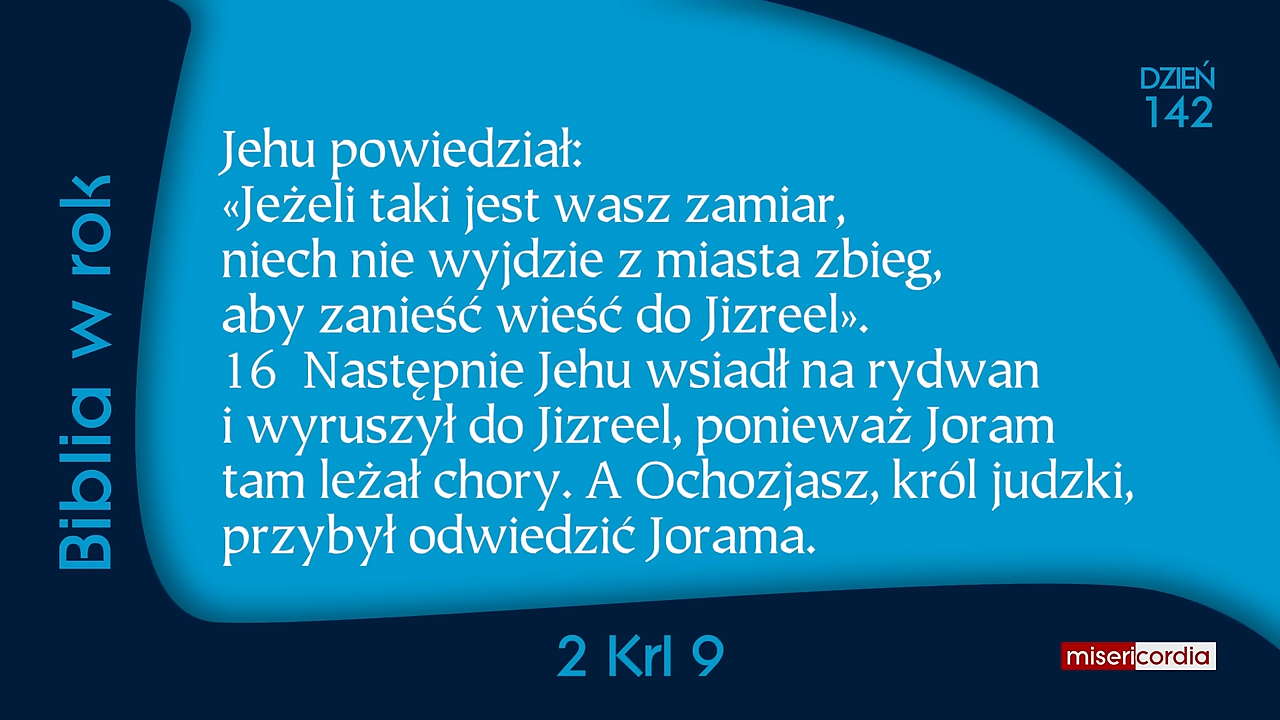 DZIEŃ
142
Biblia w rok
Jehu powiedział:
«Jeżeli taki jest wasz zamiar,
niech nie wyjdzie z miasta zbieg,
aby zanieść wieść do Jizreel».
16 Następnie Jehu wsiadł na rydwan
i wyruszył do Jizreel, ponieważ Joram
tam leżał chory. A Ochozjasz, król judzki,
przybył odwiedzić Jorama.
2 Krl 9
misericordia